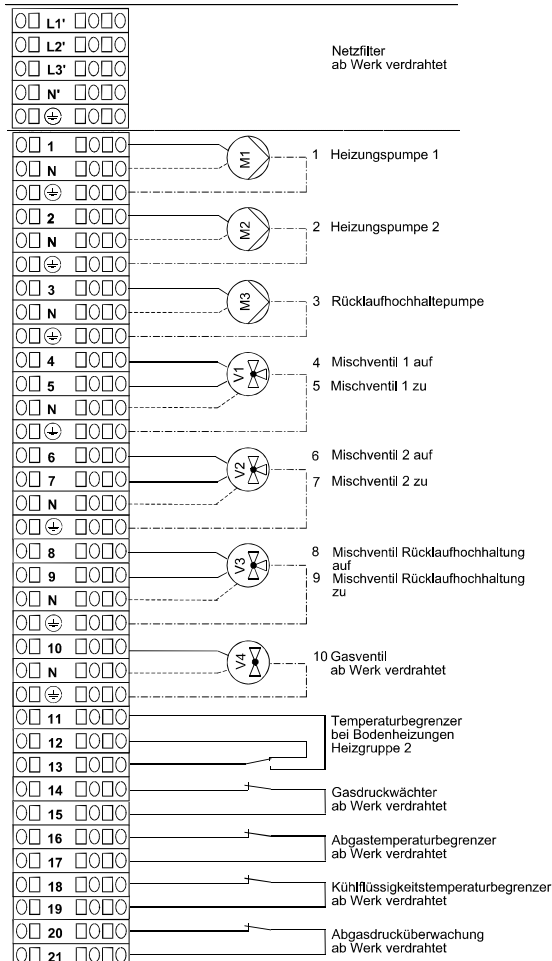 L1'
L2'
L3'
N'
Netzfilter
ab Werk verdrahtet
1
N
M1
1 Heizungspumpe 1
2
N
M2
2 Heizungspumpe 2
3
N
M3
3 Rücklaufhochhaltepumpe
4
5
N
V1
4 Mischventil 1 auf
5 Mischventil 1 zu
6
7
N
V2
6 Mischventil 2 auf
7 Mischventil 2 zu
8
9
N
V3
8 Mischventil Rücklaufhochhaltung
auf
9 Mischventil Rücklaufhochhaltung
zu
10
N
V4
10 Gasventil
ab Werk verdrahtet
11
12
13
Temperaturbegrenzer
bei Bodenheizungen
Heizgruppe 2
14
15
Gasdruckwächter
ab Werk verdrahtet
16
17
Abgastemperaturbegrenzer
ab Werk verdrahtet
18
19
Kühlflüssigkeitstemperaturbegrenzer
ab Werk verdrahtet
20
21
Abgasdrucküberwachung
ab Werk verdrahtet